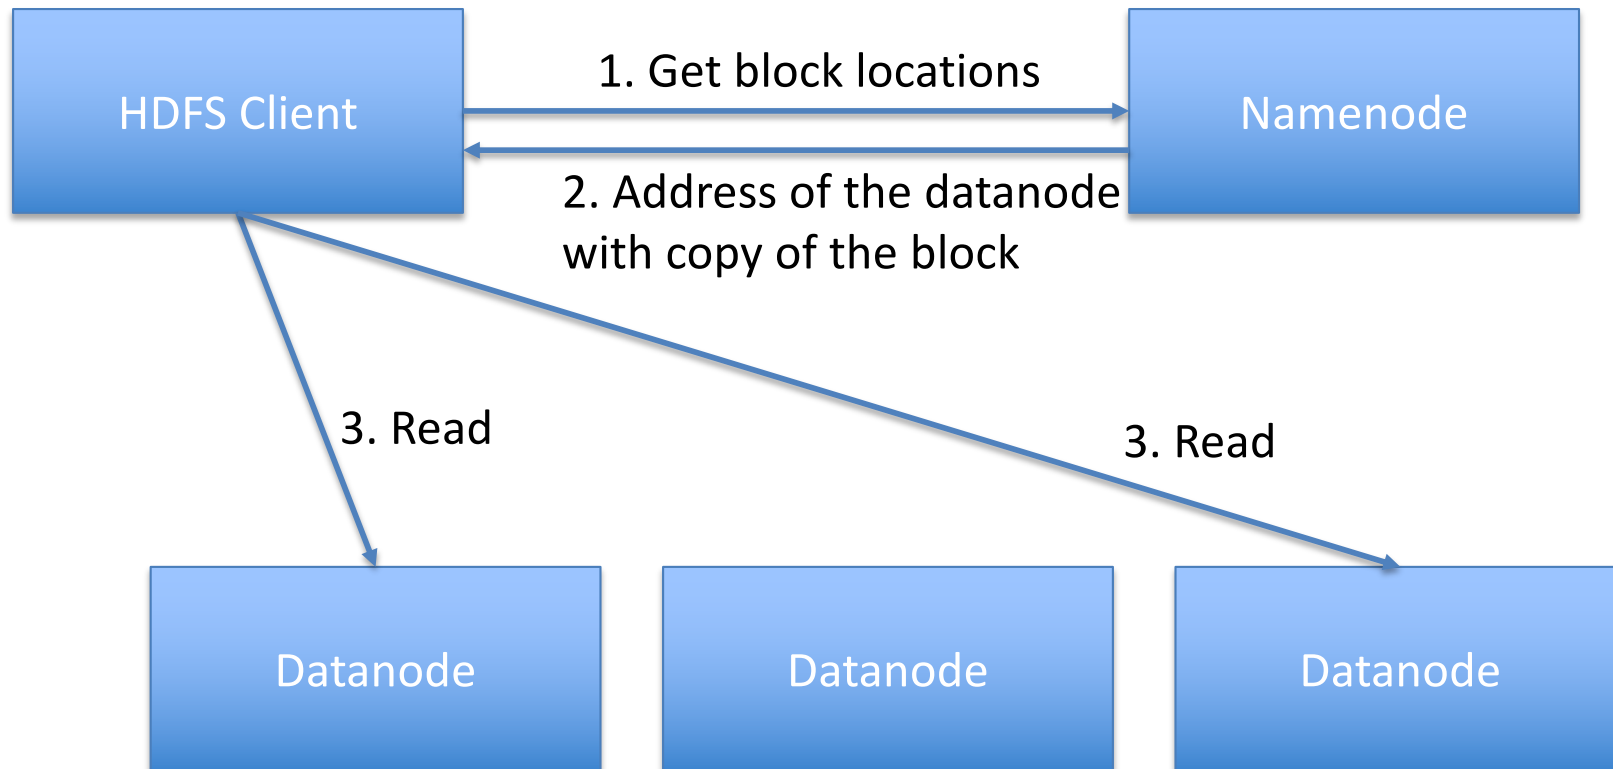 HDFS Client
1. Get block locations
Namenode
2. Address of the datanode
with copy of the block
3. Read
3. Read
Datanode
Datanode
Datanode